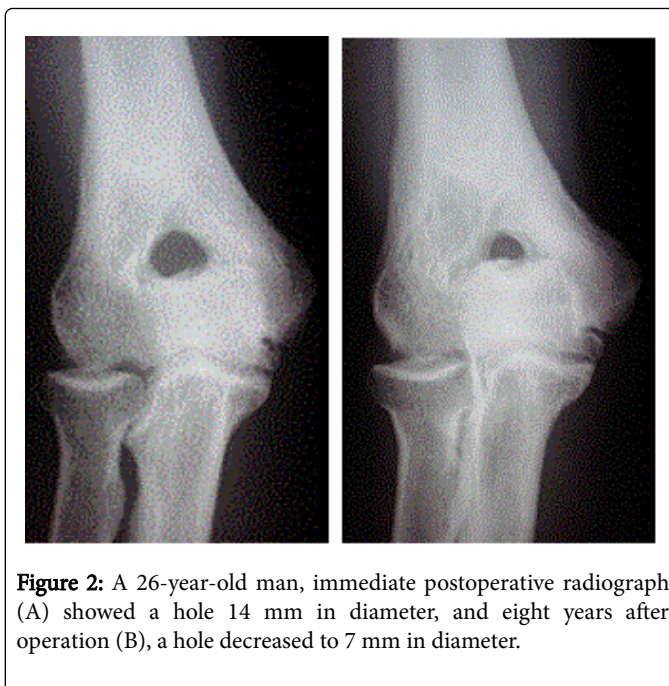 Figure 2: A 26-year-old man, immediate postoperative radiograph
(A) showed a hole 14 mm in diameter, and eight years after
operation (B), a hole decreased to 7 mm in diameter.